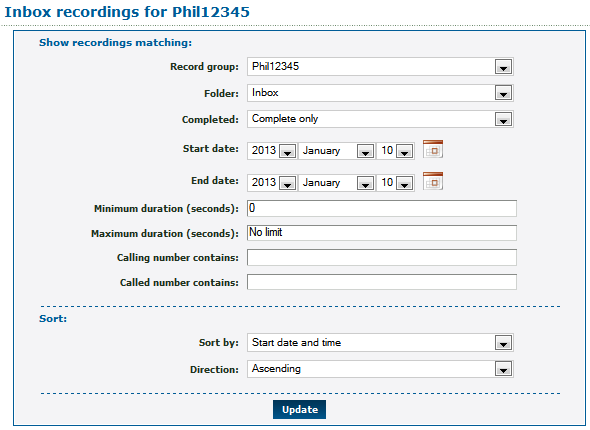 Inbox recordings for Phil12345
Show recordings matching:
Record group: Phil12345
Folder: Inbox
Completed: Complete only
Start date: 2013 January 10
End date: 2013 January 10
Minimum duration (seconds): 0
Maximum duration (seconds): No limit
Calling number contains:
Called number contains:
Sort:
Sort by: Start date and time
Direction: Ascending
Update